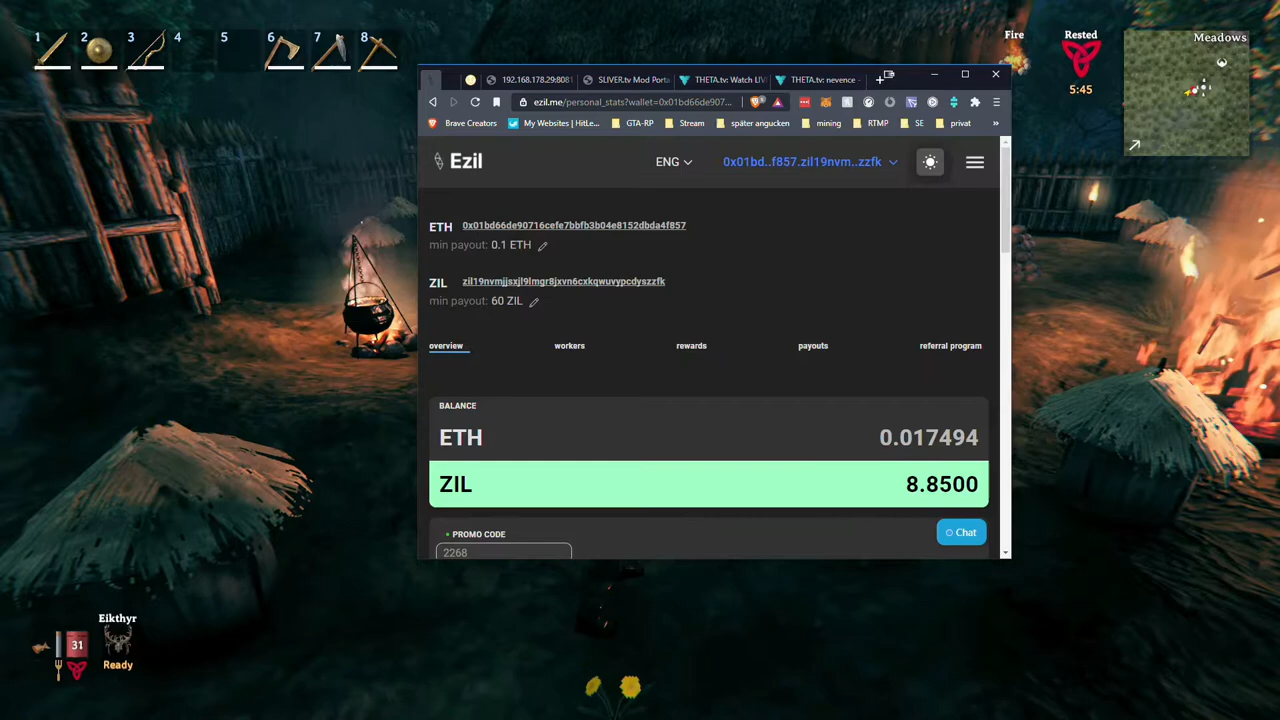 1 2 3 4 5 6 7 8
Fire
Rested
5:45
Meadows
192.168.178.29:8081
SLIVER.tv Mod Porta
THETA.tv: Watch LIV
THETA.tv: nevence -
ezil.me/personal_stats?wallet=0x01bd66de907...
Brave Creators
My Websites | HitLe...
GTA-RP
Stream
später angucken
mining
RTMP
SE
privat
»
Ezil
ENG
0x01bd..f857.zil19nvm..zzfk
ETH 0x01bd66de90716cefe7bbfb3b04e8152dbda4f857
min payout: 0.1 ETH
ZIL zil19nvmjjsxjl9lmgr8jxvn6cxkqwuvypcdyszzfk
min payout: 60 ZIL
overview workers rewards payouts referral program
BALANCE
ETH 0.017494
ZIL 8.8500
PROMO CODE
2268
Chat
Eikthyr
31
Ready